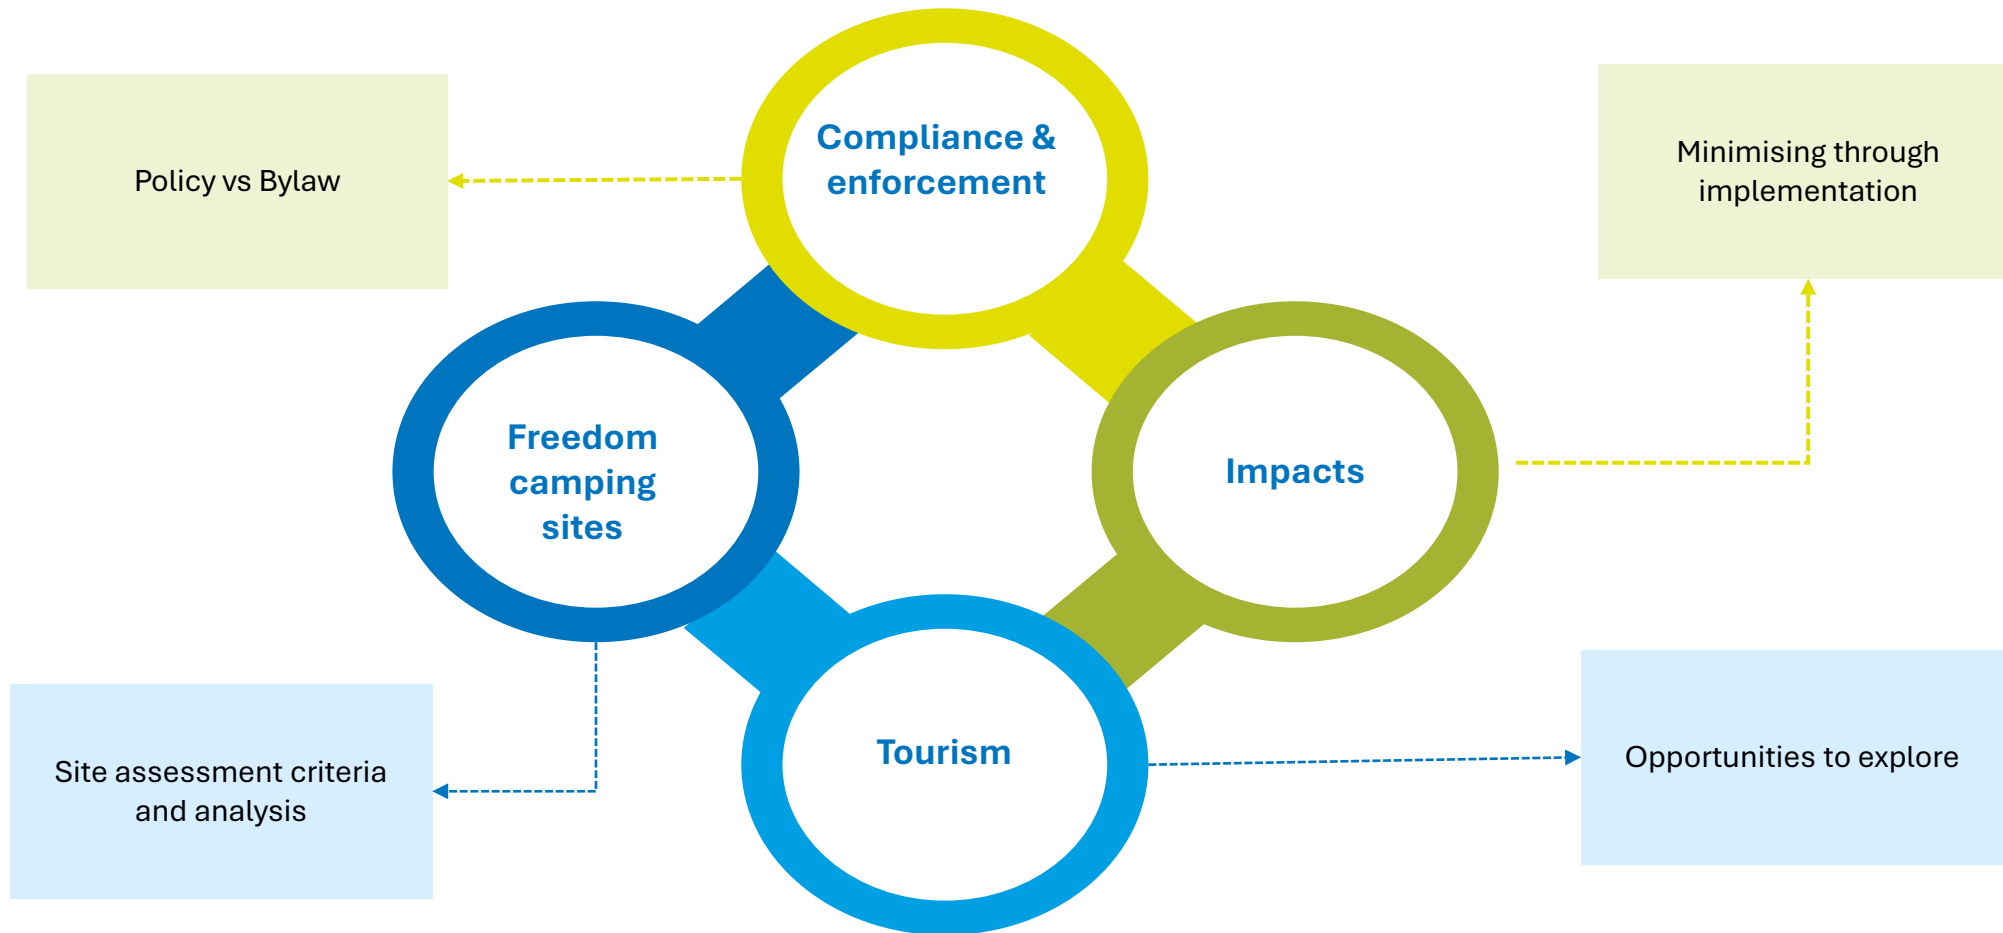 Compliance &
enforcement
Policy vs Bylaw
Minimising through
implementation
Freedom
camping
sites
Impacts
Tourism
Site assessment criteria
and analysis
Opportunities to explore